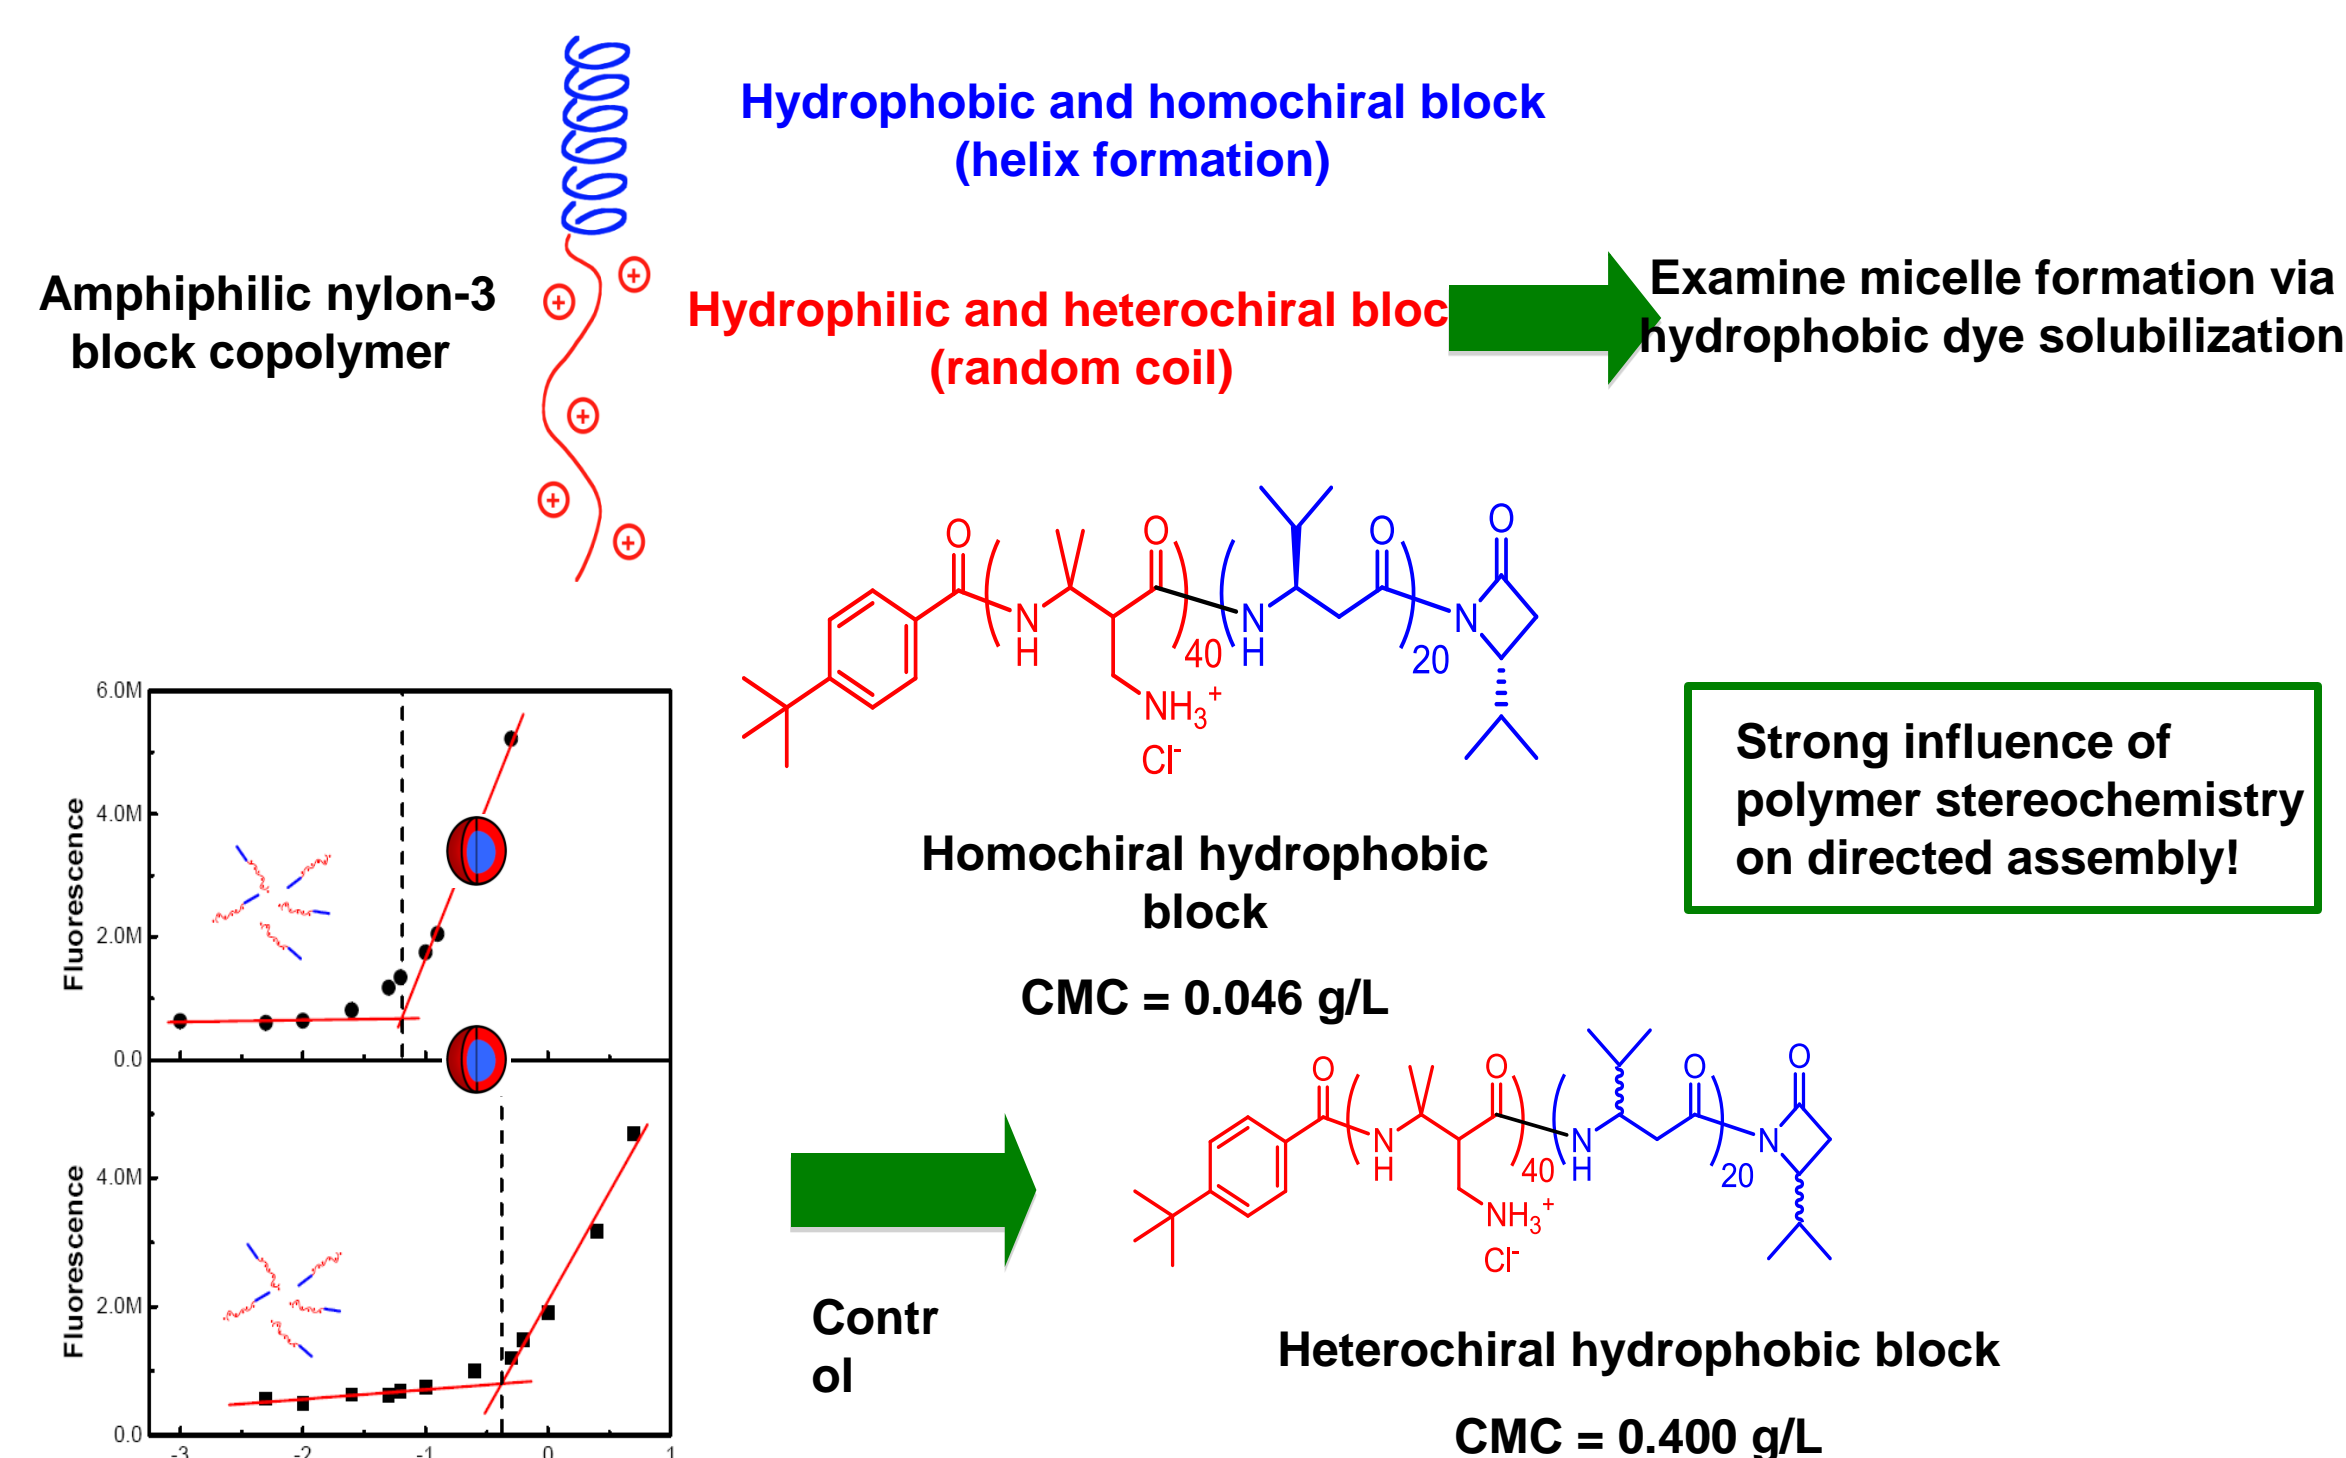 Hydrophobic and homochiral block
(helix formation)
Amphiphilic nylon-3
block copolymer
Hydrophilic and heterochiral bloc
(random coil)
Examine micelle formation via
hydrophobic dye solubilization
O
O
O
O
N
H
40
N
H
20
N
NH3+
Cl-
Homochiral hydrophobic
block
CMC = 0.046 g/L
Strong influence of
polymer stereochemistry
on directed assembly!
Fluorescence
6.0M
4.0M
2.0M
0.0
Fluorescence
4.0M
2.0M
0.0
-3 -2 -1 0 1
Contr
ol
O
O
O
O
N
H
40
N
H
20
N
NH3+
Cl-
Heterochiral hydrophobic block
CMC = 0.400 g/L